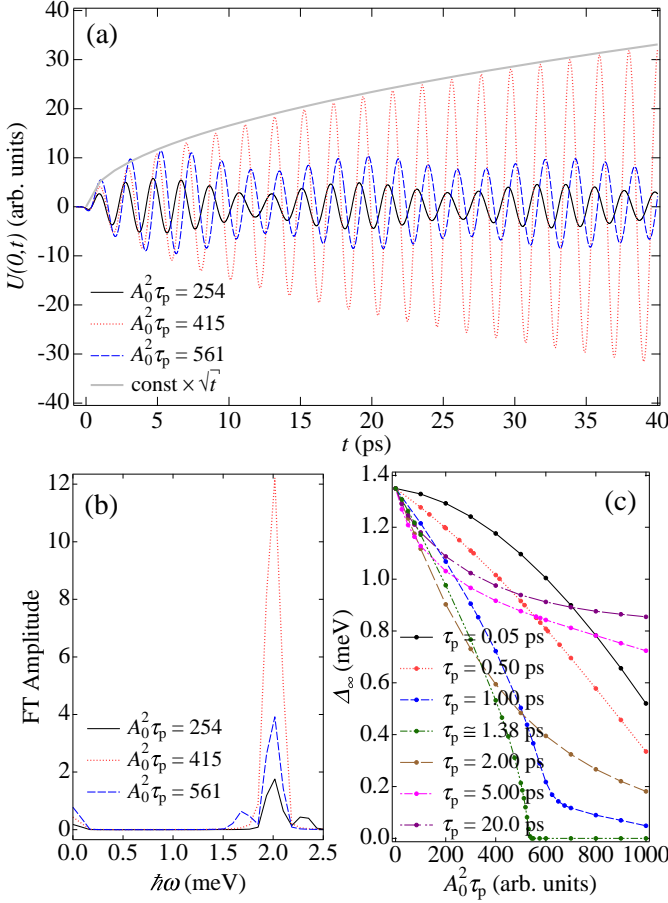 (a)
40
30
20
10
0
-10
-20
-30
-40
U(0,t) (arb. units)
A₀²τₚ = 254
A₀²τₚ = 415
A₀²τₚ = 561
const × √t
0 5 10 15 20 25 30 35 40
t (ps)
(b)
12
10
8
6
4
2
0
FT Amplitude
A₀²τₚ = 254
A₀²τₚ = 415
A₀²τₚ = 561
0.0 0.5 1.0 1.5 2.0 2.5
ℏω (meV)
(c)
1.4
1.2
1.0
0.8
0.6
0.4
0.2
0.0
Δ∞ (meV)
τₚ = 0.05 ps
τₚ = 0.50 ps
τₚ = 1.00 ps
τₚ ≅ 1.38 ps
τₚ = 2.00 ps
τₚ = 5.00 ps
τₚ = 20.0 ps
0 200 400 600 800 1000
A₀²τₚ (arb. units)